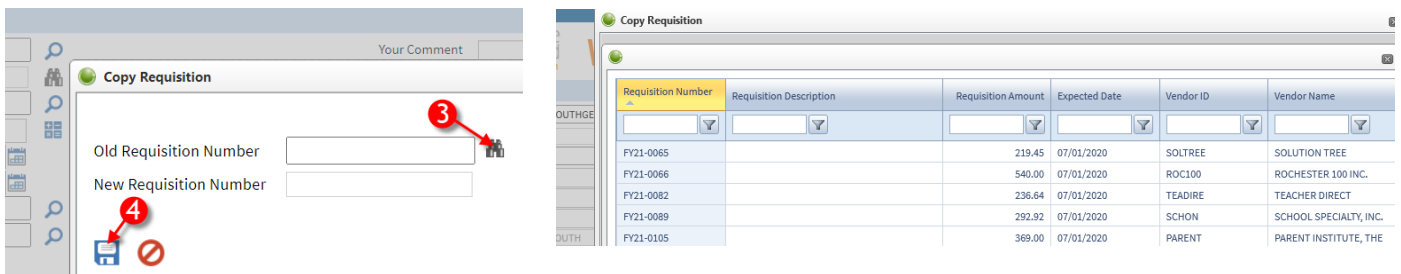 Your Comment
Copy Requisition
3
Old Requisition Number
New Requisition Number
4
Copy Requisition
Requisition Number Requisition Description Requisition Amount Expected Date Vendor ID Vendor Name
OUTHGE
FY21-0065 219.45 07/01/2020 SOLTREE SOLUTION TREE
FY21-0066 540.00 07/01/2020 ROC100 ROCHESTER 100 INC.
FY21-0082 236.64 07/01/2020 TEADIRE TEACHER DIRECT
FY21-0089 292.92 07/01/2020 SCHON SCHOOL SPECIALTY, INC.
OUTH
FY21-0105 369.00 07/01/2020 PARENT PARENT INSTITUTE, THE